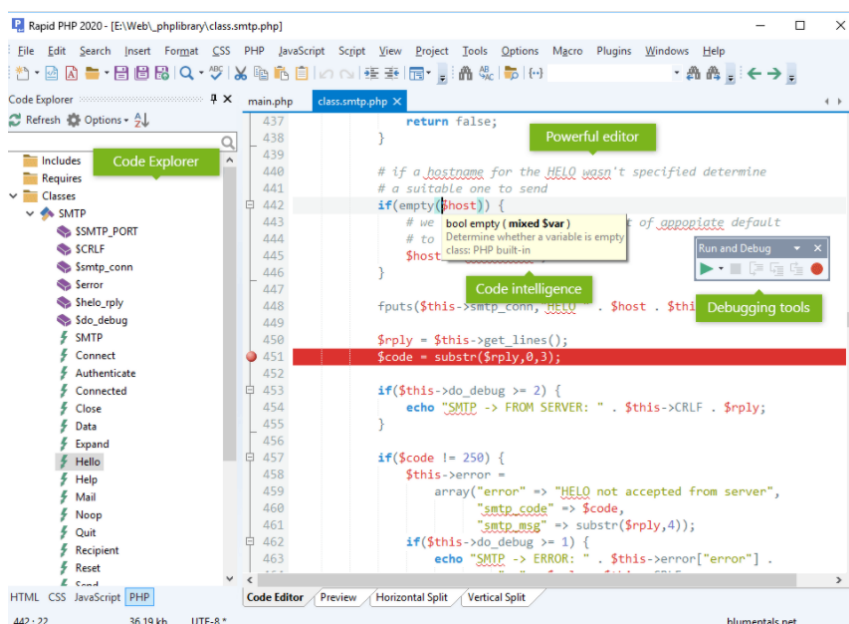 Rapid PHP 2020 - [E:\Web\_phplibrary\class.smtp.php]
File Edit Search Insert Format CSS PHP JavaScript Script View Project Tools Options Macro Plugins Windows Help
Code Explorer
Refresh Options
main.php class.smtp.php
Includes
Requires
Classes
SMTP
$SMTP_PORT
$CRLF
$smtp_conn
$error
$helo_rply
$do_debug
SMTP
Connect
Authenticate
Connected
Close
Data
Expand
Hello
Help
Mail
Noop
Quit
Recipient
Reset
Send
Code Explorer
437 return false;
438 }
439
440 # if a hostname for the HELO wasn't specified determine
441 # a suitable one to send
442 if(empty($host)) {
443 # we of appopiate default
444 # to
445 $host
446 }
447
448 fputs($this->smtp_conn, "HELO " . $host . $thi
449
450 $rply = $this->get_lines();
451 $code = substr($rply,0,3);
452
453 if($this->do_debug >= 2) {
454 echo "SMTP -> FROM SERVER: " . $this->CRLF . $rply;
455 }
456
457 if($code != 250) {
458 $this->error =
459 array("error" => "HELO not accepted from server",
460 "smtp_code" => $code,
461 "smtp_msg" => substr($rply,4));
462 if($this->do_debug >= 1) {
463 echo "SMTP -> ERROR: " . $this->error["error"] .
Powerful editor
bool empty ( mixed $var )
Determine whether a variable is empty
class: PHP built-in
Code intelligence
Run and Debug
Debugging tools
HTML CSS JavaScript PHP
Code Editor Preview Horizontal Split Vertical Split
442 : 22 36.19 kb UTF-8 *
blumentals.net